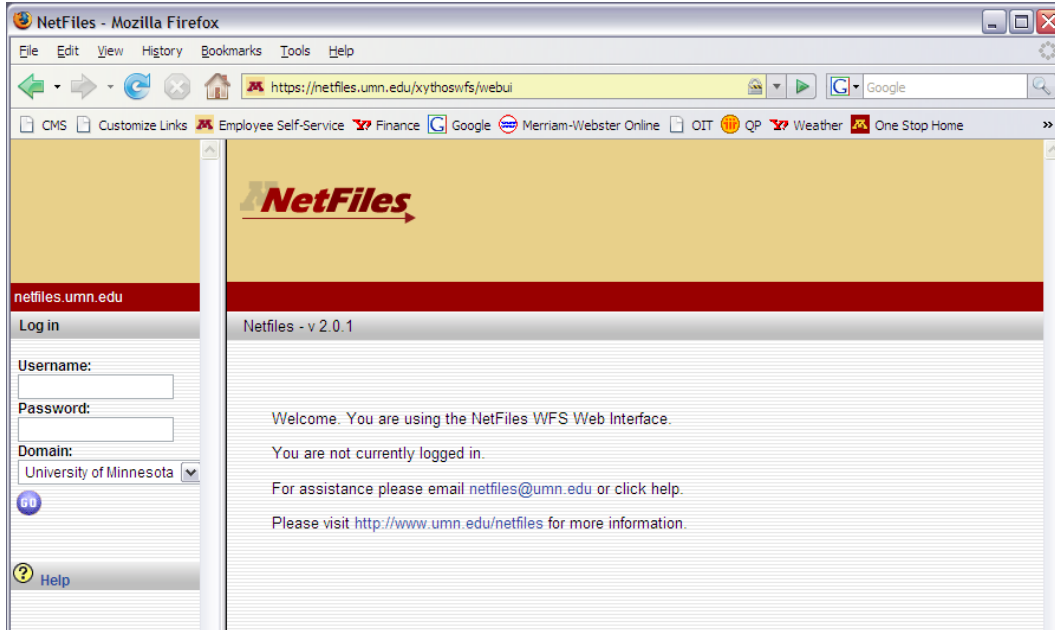 NetFiles - Mozilla Firefox
File Edit View History Bookmarks Tools Help
https://netfiles.umn.edu/xythoswfs/webui
G Google
CMS Customize Links M Employee Self-Service Y? Finance G Google Merriam-Webster Online OIT QP Y? Weather M One Stop Home »
M NetFiles
netfiles.umn.edu
Log in
Netfiles - v 2.0.1
Username:
Password:
Domain:
University of Minnesota
GO
Welcome. You are using the NetFiles WFS Web Interface.
You are not currently logged in.
For assistance please email netfiles@umn.edu or click help.
Please visit http://www.umn.edu/netfiles for more information.
? Help